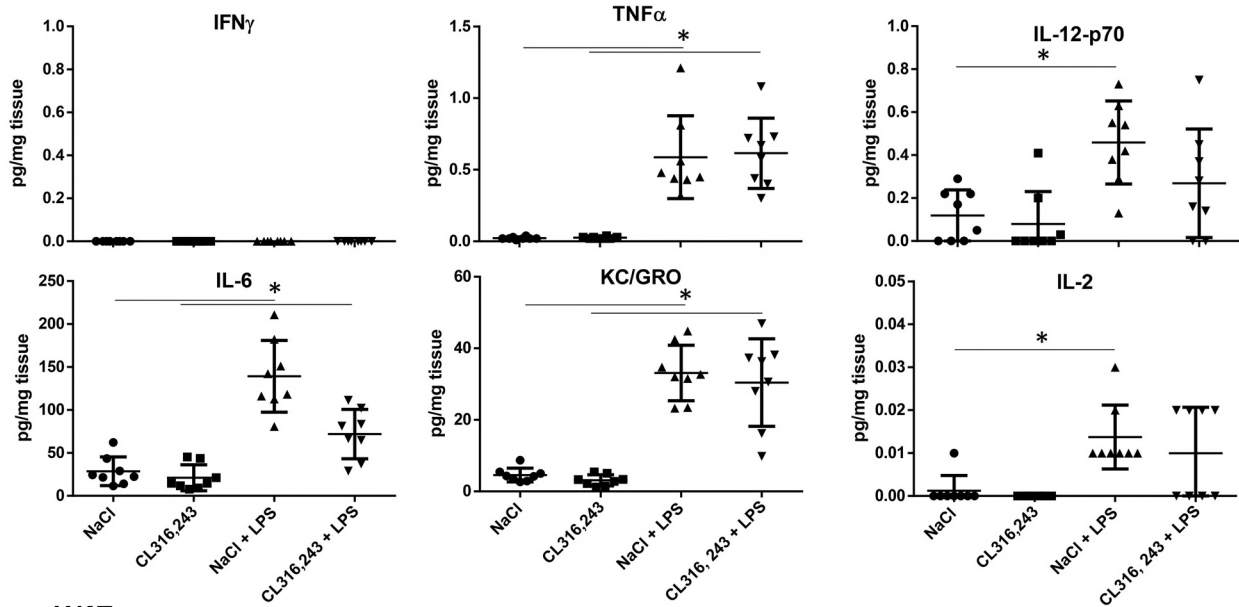 IFNγ
pg/mg tissue
1.0
0.8
0.6
0.4
0.2
0.0
TNFα
pg/mg tissue
1.5
1.0
0.5
0.0
*
IL-12-p70
pg/mg tissue
1.0
0.8
0.6
0.4
0.2
0.0
*
IL-6
pg/mg tissue
250
200
150
100
50
0
*
NaCl
CL316,243
NaCl + LPS
CL316,243 + LPS
KC/GRO
pg/mg tissue
60
40
20
0
*
NaCl
CL316,243
NaCl + LPS
CL316, 243 + LPS
IL-2
pg/mg tissue
0.05
0.04
0.03
0.02
0.01
0.00
*
NaCl
CL316,243
NaCl + LPS
CL316, 243 + LPS